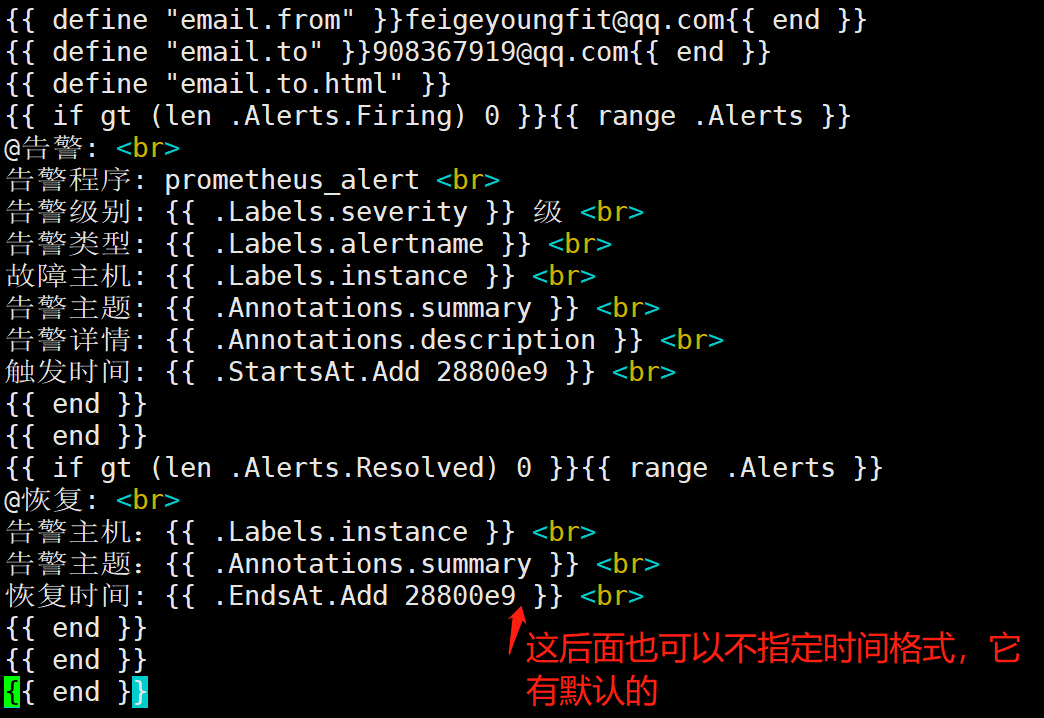 {{ define "email.from" }}feigeyoungfit@qq.com{{ end }}
{{ define "email.to" }}908367919@qq.com{{ end }}
{{ define "email.to.html" }}
{{ if gt (len .Alerts.Firing) 0 }}{{ range .Alerts }}
@告警: <br>
告警程序: prometheus_alert <br>
告警级别: {{ .Labels.severity }} 级 <br>
告警类型: {{ .Labels.alertname }} <br>
故障主机: {{ .Labels.instance }} <br>
告警主题: {{ .Annotations.summary }} <br>
告警详情: {{ .Annotations.description }} <br>
触发时间: {{ .StartsAt.Add 28800e9 }} <br>
{{ end }}
{{ end }}
{{ if gt (len .Alerts.Resolved) 0 }}{{ range .Alerts }}
@恢复: <br>
告警主机：{{ .Labels.instance }} <br>
告警主题：{{ .Annotations.summary }} <br>
恢复时间: {{ .EndsAt.Add 28800e9 }} <br>
{{ end }}
{{ end }}
{{ end }}
这后面也可以不指定时间格式，它
有默认的